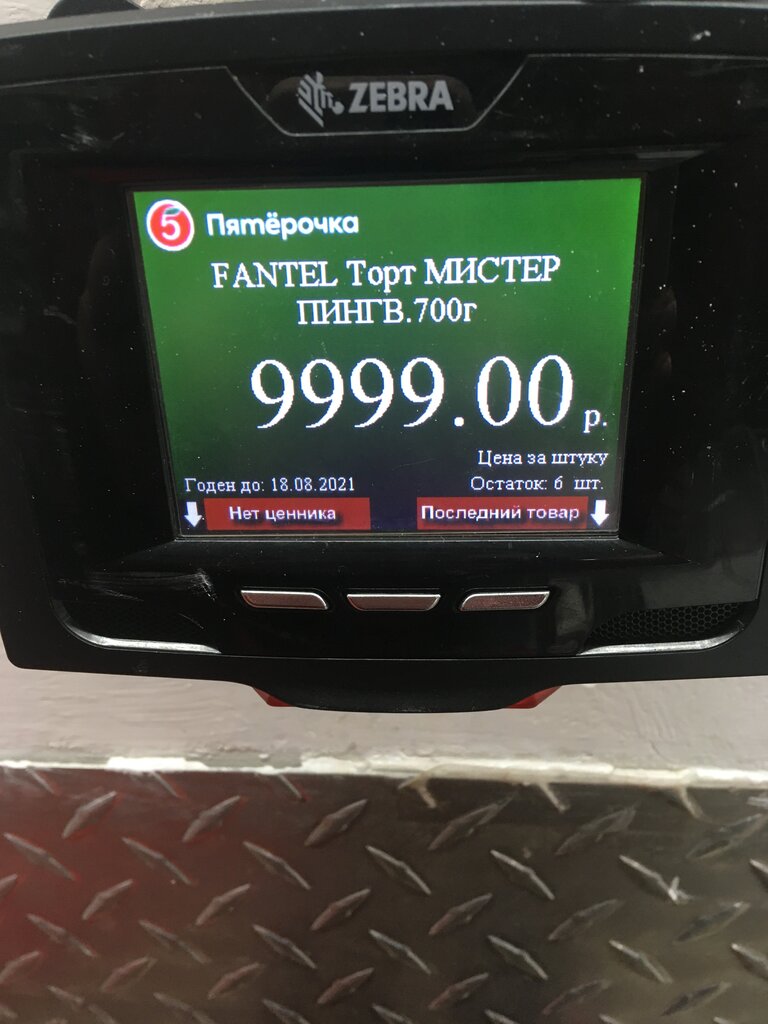 ZEBRA
5 Пятёрочка
FANTEL Торт МИСТЕР
ПИНГВ.700г
9999.00 р.
Цена за штуку
Годен до: 18.08.2021 Остаток: 6 шт.
Нет ценника Последний товар